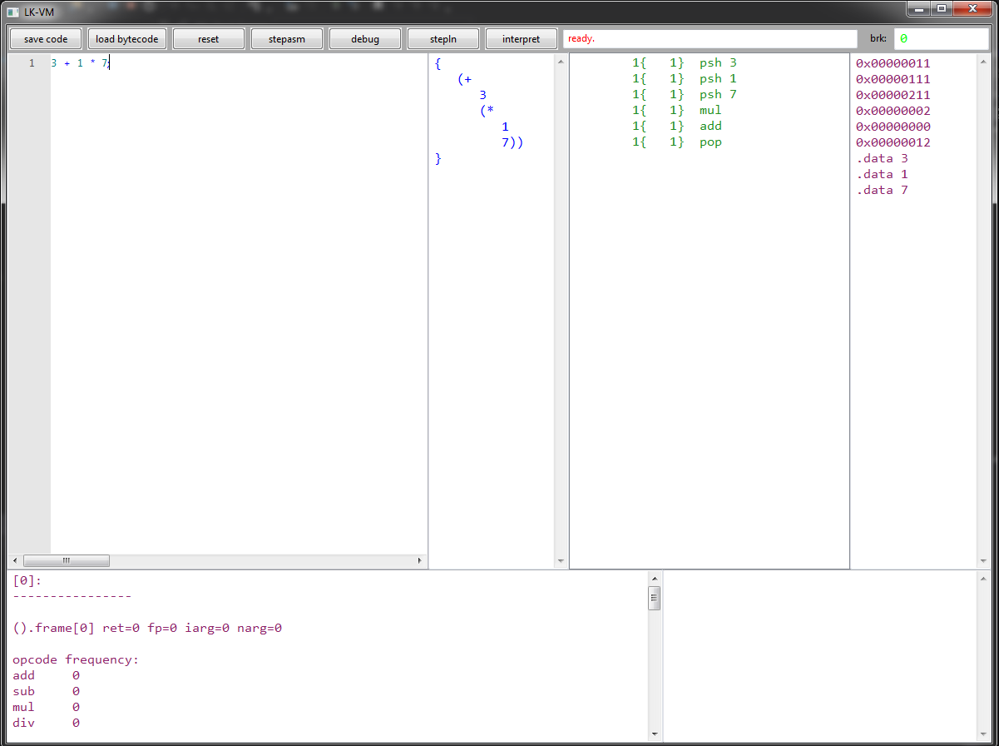 LK-VM
save code load bytecode reset stepasm debug stepIn interpret ready. brk: 0
1 3 + 1 * 7;
{
(+
3
(*
1
7))
}
1{ 1} psh 3
1{ 1} psh 1
1{ 1} psh 7
1{ 1} mul
1{ 1} add
1{ 1} pop
0x00000011
0x00000111
0x00000211
0x00000002
0x00000000
0x00000012
.data 3
.data 1
.data 7
[0]:
----------------
().frame[0] ret=0 fp=0 iarg=0 narg=0
opcode frequency:
add 0
sub 0
mul 0
div 0